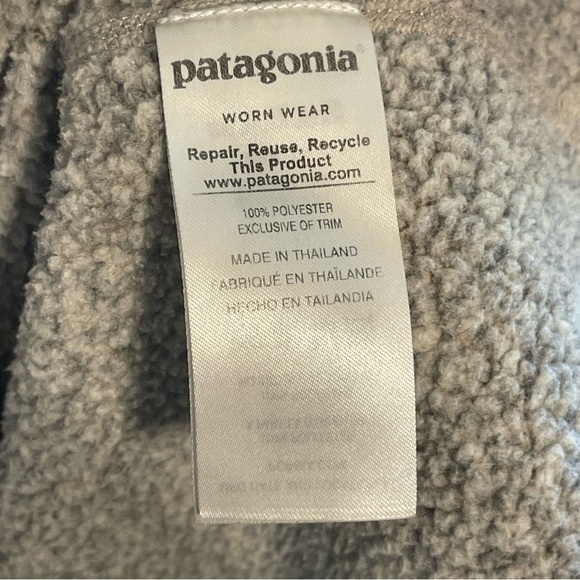 patagonia®
WORN WEAR
Repair, Reuse, Recycle
This Product
www.patagonia.com
100% POLYESTER
EXCLUSIVE OF TRIM
MADE IN THAILAND
FABRIQUÉ EN THAÏLANDE
HECHO EN TAILANDIA